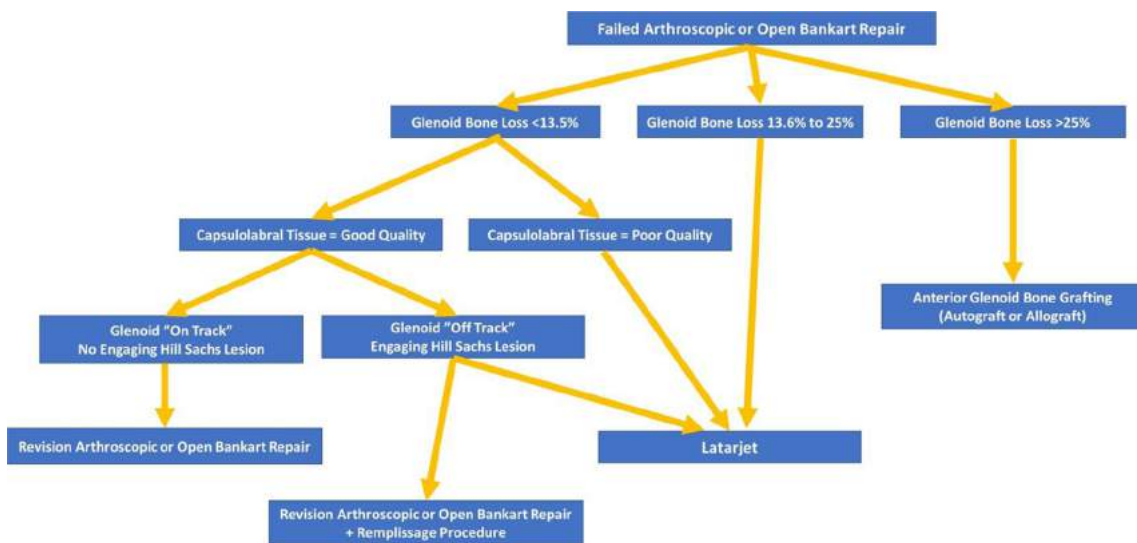 Failed Arthroscopic or Open Bankart Repair
Glenoid Bone Loss <13.5%
Glenoid Bone Loss 13.6% to 25%
Glenoid Bone Loss >25%
Capsulolabral Tissue = Good Quality
Capsulolabral Tissue = Poor Quality
Anterior Glenoid Bone Grafting
(Autograft or Allograft)
Glenoid "On Track"
No Engaging Hill Sachs Lesion
Glenoid "Off Track"
Engaging Hill Sachs Lesion
Revision Arthroscopic or Open Bankart Repair
Latarjet
Revision Arthroscopic or Open Bankart Repair
+ Remplissage Procedure